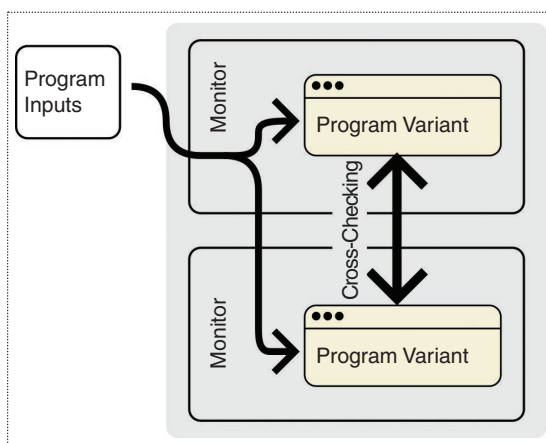 Program
Inputs
Monitor
Program Variant
Cross-Checking
Monitor
Program Variant